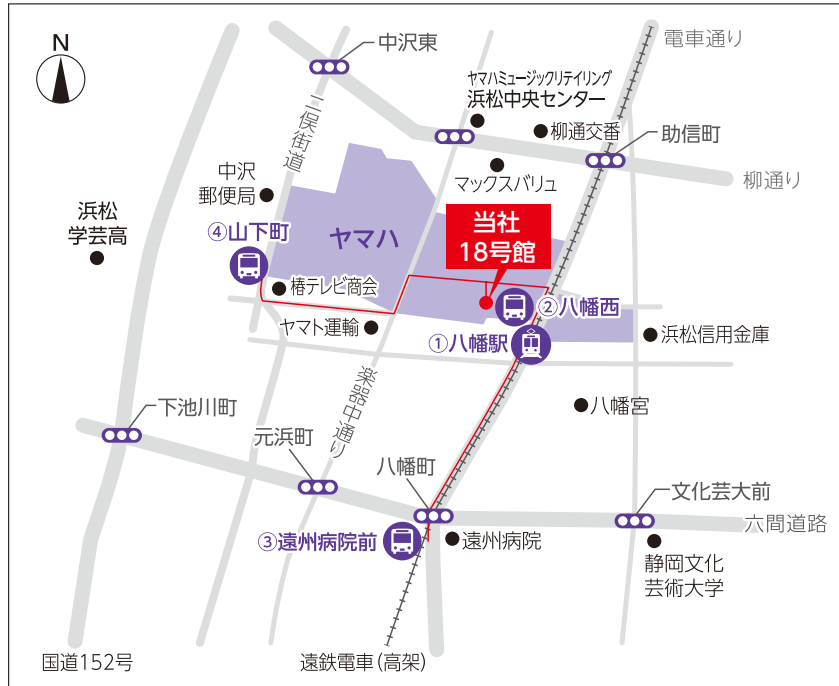 N
中沢東
電車通り
ヤマハミュージックリテイリング
浜松中央センター
柳通交番
助信町
二俣街道
中沢
郵便局
マックスバリュ
柳通り
浜松
学芸高
④山下町
ヤマハ
当社
18号館
椿テレビ商会
②八幡西
ヤマト運輸
①八幡駅
浜松信用金庫
楽器中通り
八幡宮
下池川町
元浜町
八幡町
文化芸大前
六間道路
③遠州病院前
遠州病院
静岡文化
芸術大学
国道152号
遠鉄電車(高架)